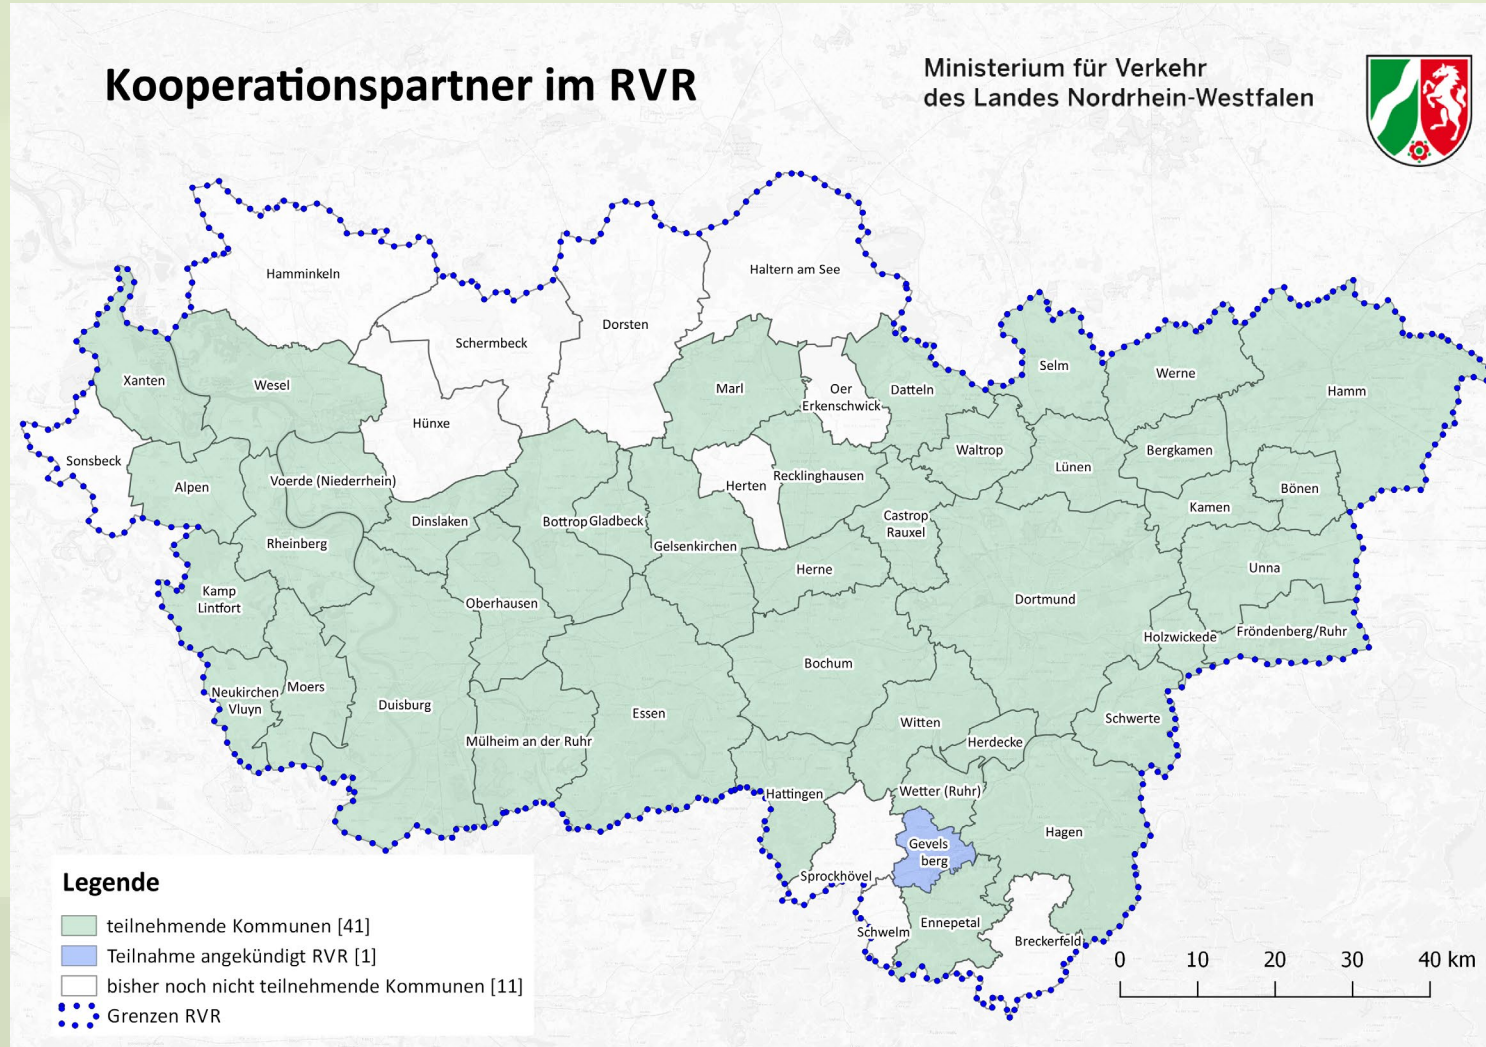 Kooperationspartner im RVR
Ministerium für Verkehr
des Landes Nordrhein-Westfalen
Hamminkeln
Haltern am See
Dorsten
Schermbeck
Selm
Werne
Xanten
Wesel
Marl
Oer
Erkenschwick
Datteln
Hamm
Hünxe
Sonsbeck
Waltrop
Bergkamen
Lünen
Alpen
Voerde (Niederrhein)
Herten
Recklinghausen
Bönen
Kamen
Dinslaken
Bottrop
Gladbeck
Castrop
Rauxel
Rheinberg
Gelsenkirchen
Herne
Unna
Kamp
Lintfort
Oberhausen
Dortmund
Holzwickede
Fröndenberg/Ruhr
Bochum
Neukirchen
Vluyn
Moers
Duisburg
Essen
Witten
Schwerte
Mülheim an der Ruhr
Herdecke
Hattingen
Wetter (Ruhr)
Hagen
Gevels
berg
Sprockhövel
Schwelm
Ennepetal
Breckerfeld
Legende
teilnehmende Kommunen [41]
Teilnahme angekündigt RVR [1]
bisher noch nicht teilnehmende Kommunen [11]
Grenzen RVR
0 10 20 30 40 km